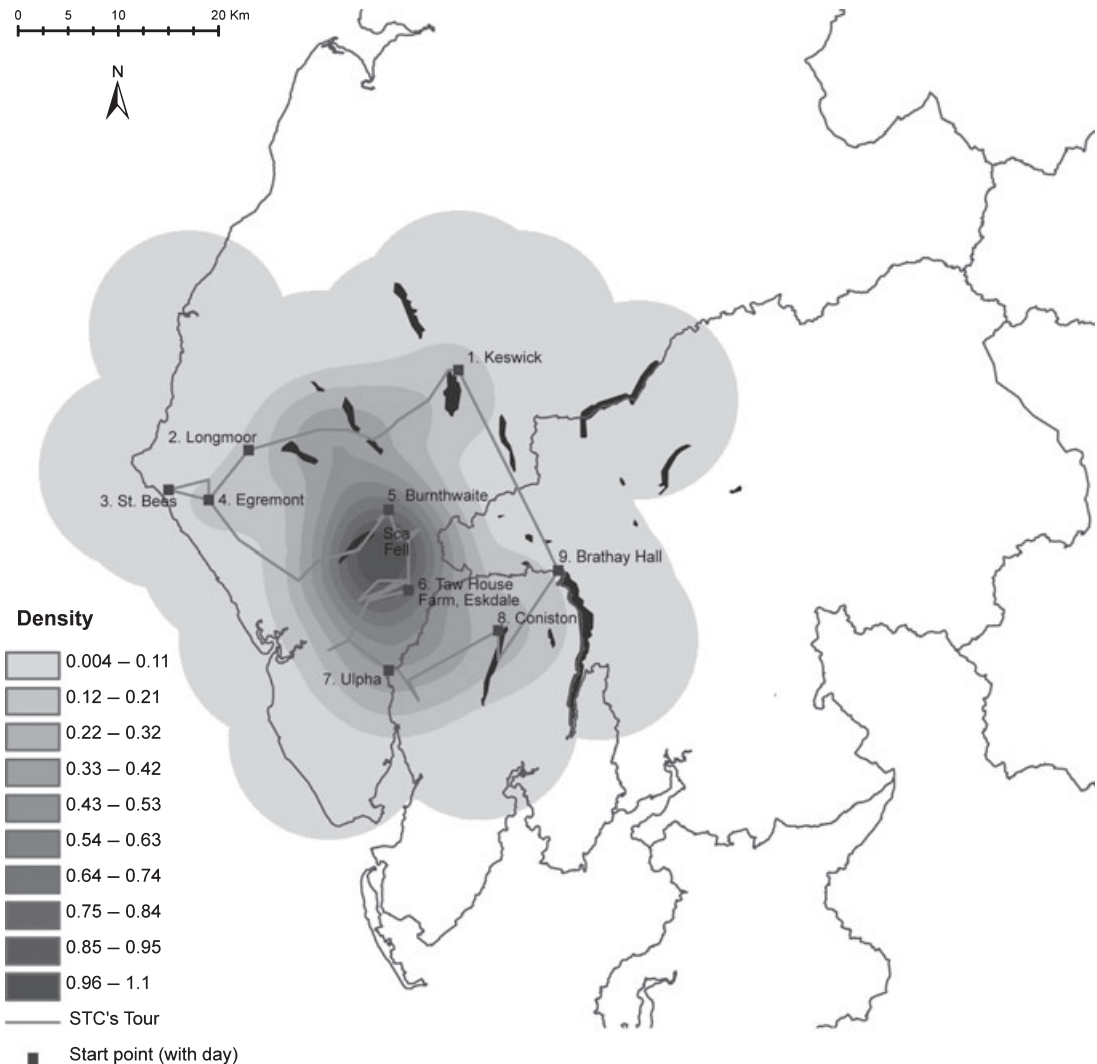 0 5 10 20 Km
N
1. Keswick
2. Longmoor
3. St. Bees
4. Egremont
5. Burnthwaite
Sca
Fell
9. Brathay Hall
6. Taw House
Farm, Eskdale
8. Coniston
7. Ulpha
Density
0.004 – 0.11
0.12 – 0.21
0.22 – 0.32
0.33 – 0.42
0.43 – 0.53
0.54 – 0.63
0.64 – 0.74
0.75 – 0.84
0.85 – 0.95
0.96 – 1.1
STC's Tour
Start point (with day)